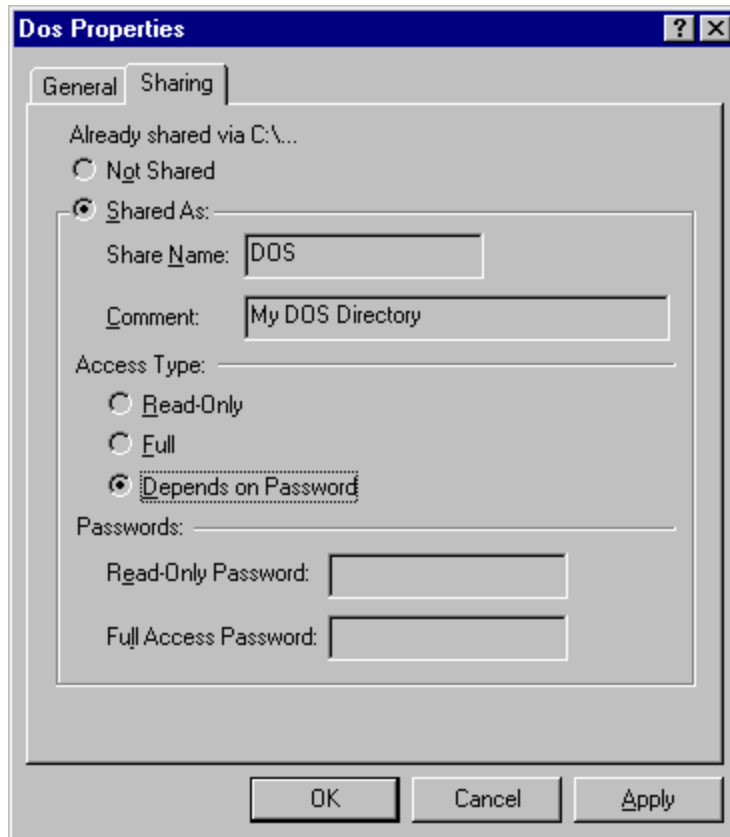 Dos Properties
General Sharing
Already shared via C:\...
Not Shared
Shared As:
Share Name: DOS
Comment: My DOS Directory
Access Type:
Read-Only
Full
Depends on Password
Passwords:
Read-Only Password:
Full Access Password:
OK Cancel Apply